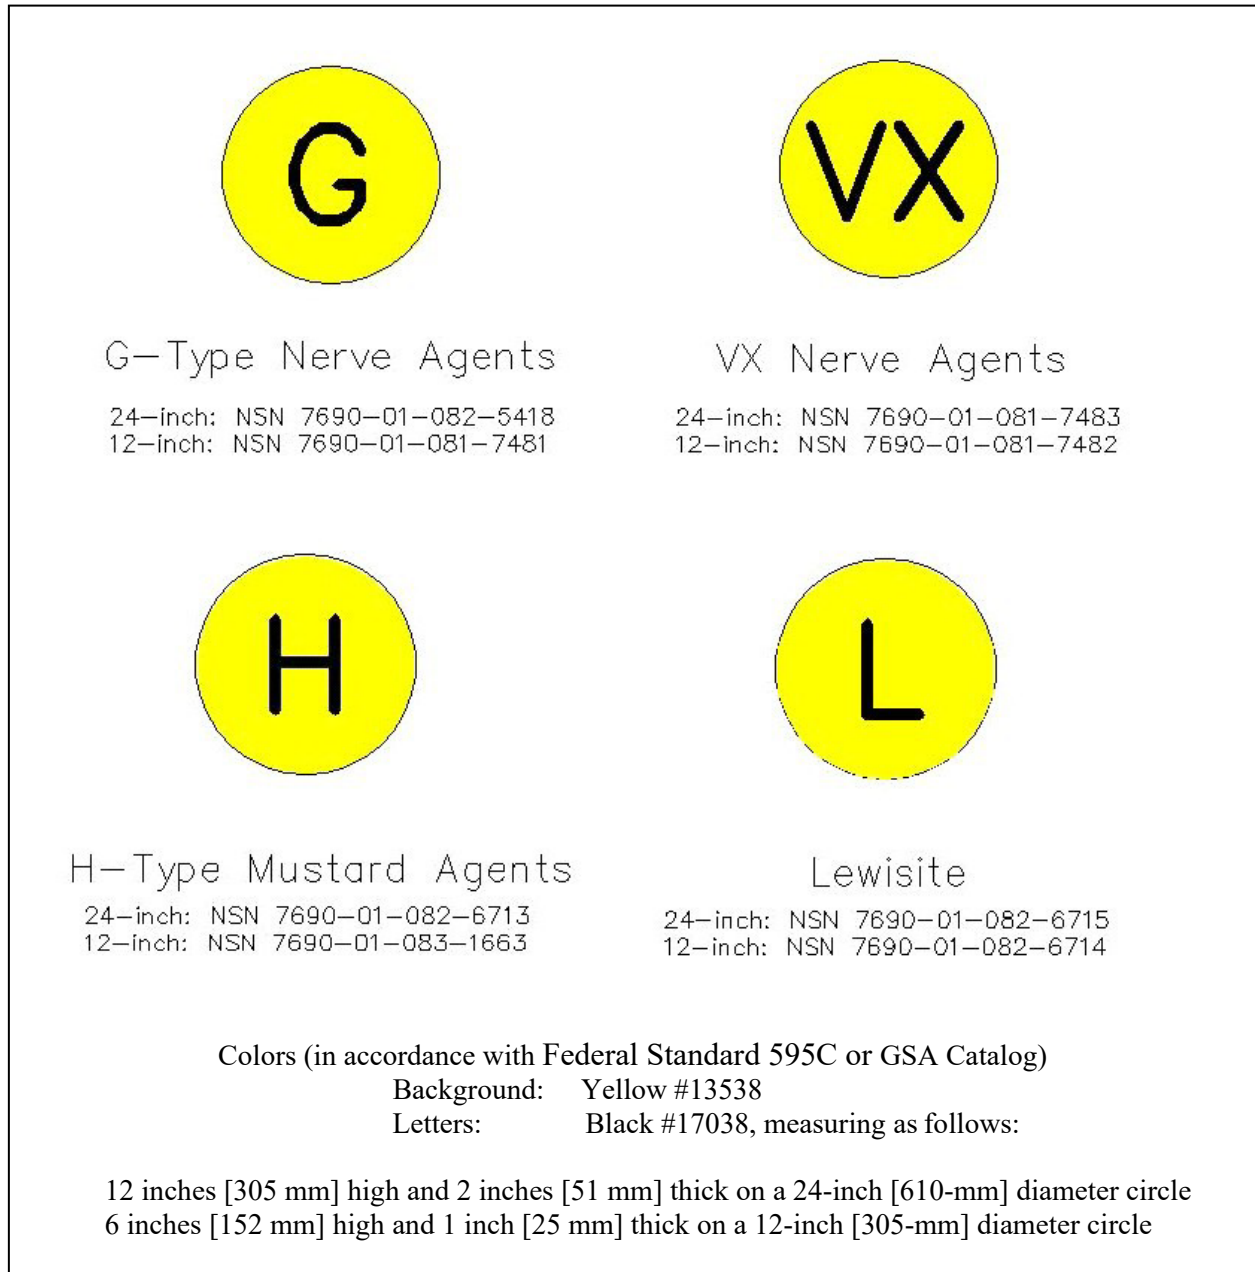 G
VX
G-Type Nerve Agents
24-inch: NSN 7690-01-082-5418
12-inch: NSN 7690-01-081-7481
VX Nerve Agents
24-inch: NSN 7690-01-081-7483
12-inch: NSN 7690-01-081-7482
H
L
H-Type Mustard Agents
24-inch: NSN 7690-01-082-6713
12-inch: NSN 7690-01-083-1663
Lewisite
24-inch: NSN 7690-01-082-6715
12-inch: NSN 7690-01-082-6714
Colors (in accordance with Federal Standard 595C or GSA Catalog)
Background: Yellow #13538
Letters: Black #17038, measuring as follows:
12 inches [305 mm] high and 2 inches [51 mm] thick on a 24-inch [610-mm] diameter circle
6 inches [152 mm] high and 1 inch [25 mm] thick on a 12-inch [305-mm] diameter circle